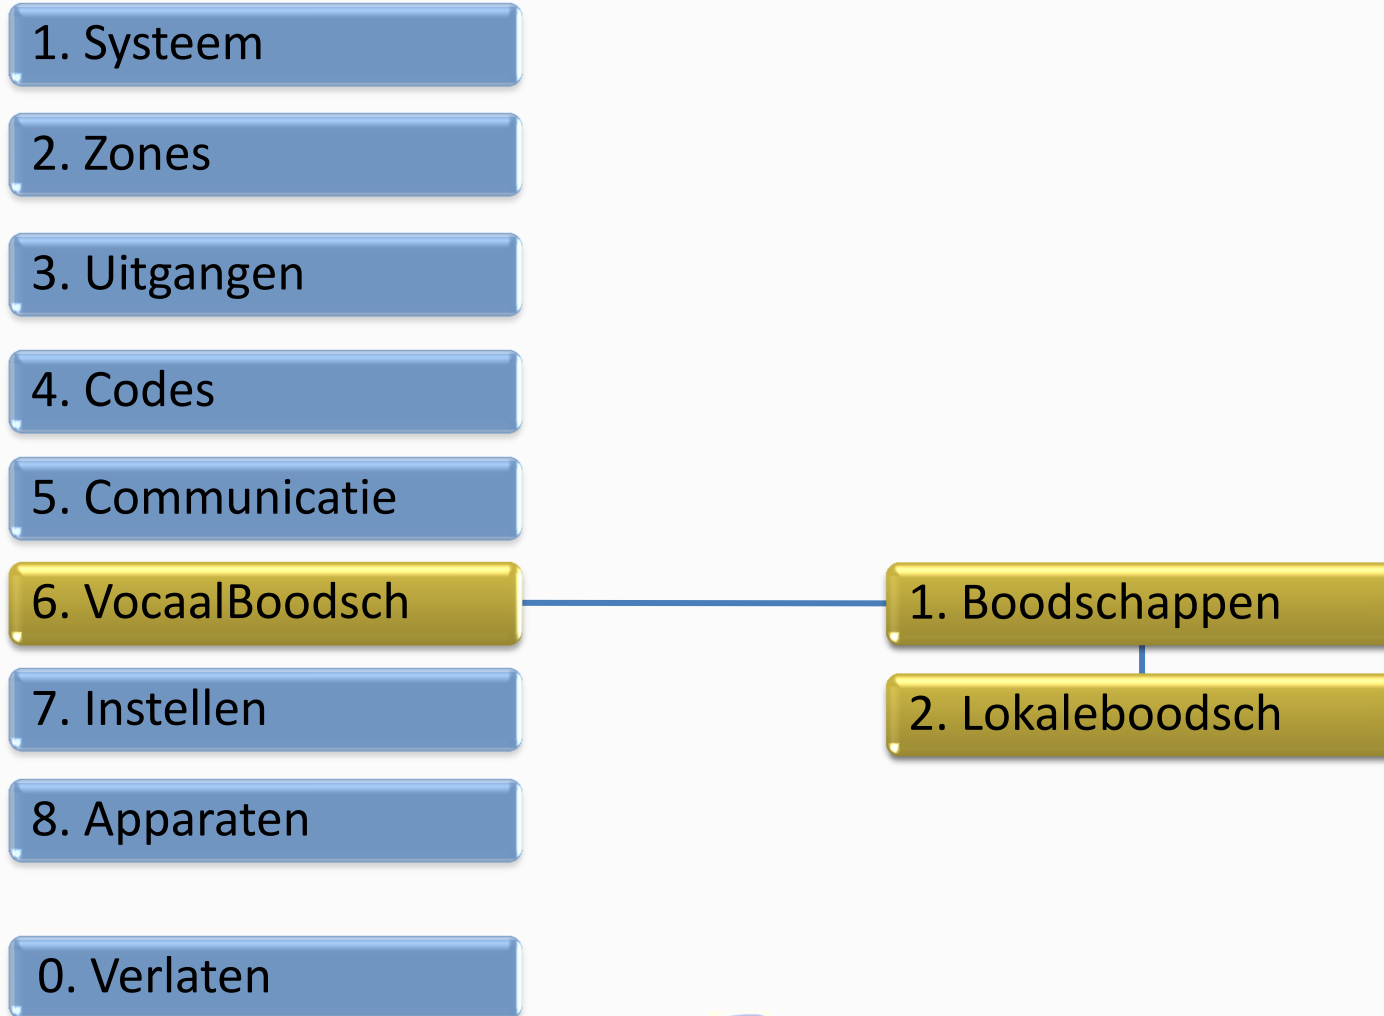 1. Systeem
2. Zones
3. Uitgangen
4. Codes
5. Communicatie
6. VocaalBoodsch
1. Boodschappen
2. Lokaleboodsch
7. Instellen
8. Apparaten
0. Verlaten